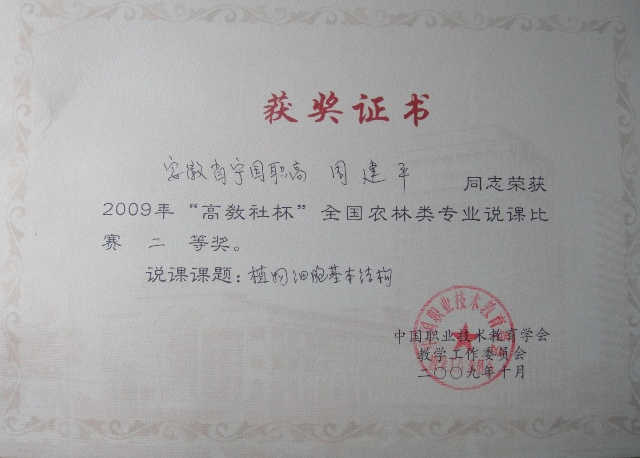 获奖证书
安徽省宁国职高 周建平 同志荣获
2009年“高教社杯”全国农林类专业说课比
赛 二 等奖。
说课课题：植物细胞基本结构
中国职业技术教育学会
教学工作委员会
二〇〇九年十月